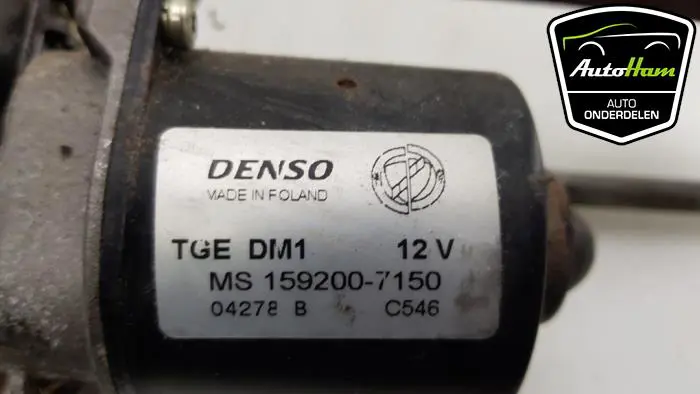 DENSO
MADE IN POLAND
TGE DM1 12 V
MS 159200-7150
04278 B C546
AutoHam
AUTO
ONDERDELEN